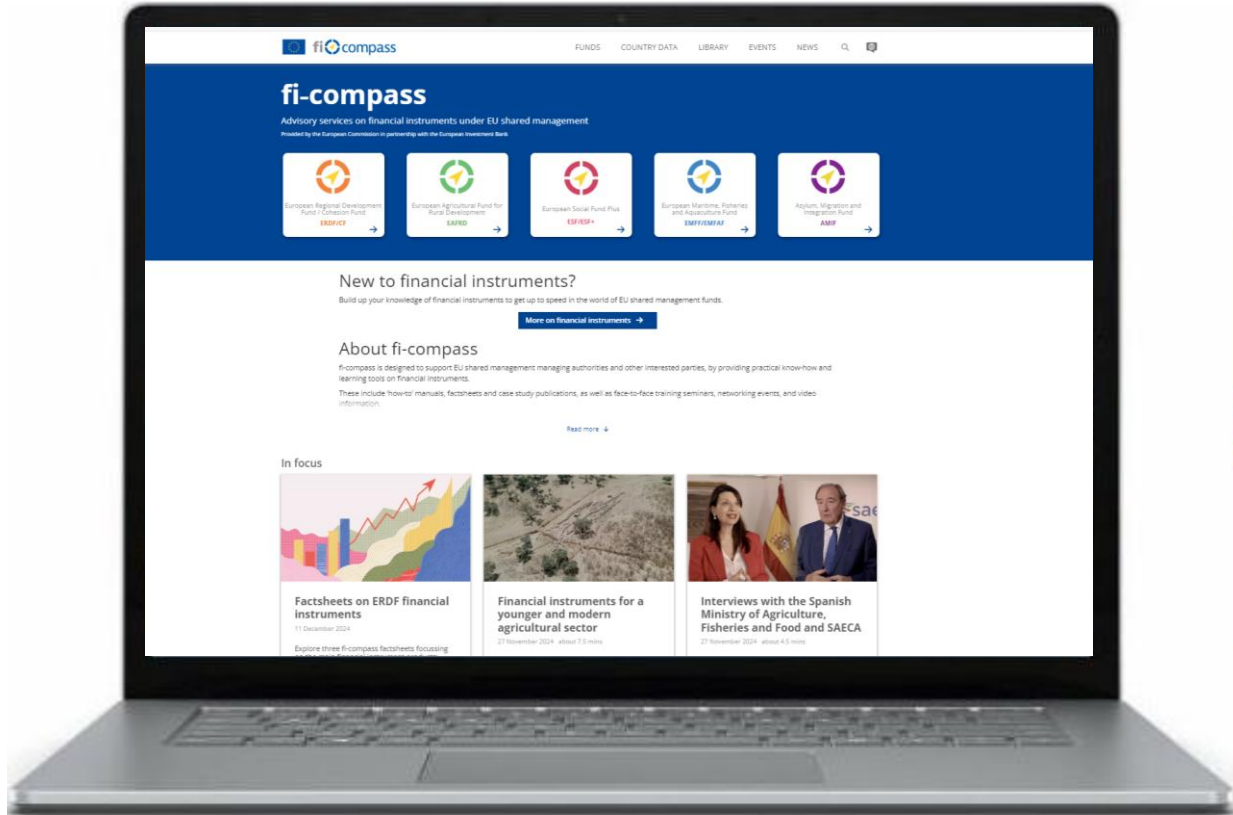 fi compass
FUNDS COUNTRY DATA LIBRARY EVENTS NEWS
fi-compass
Advisory services on financial instruments under EU shared management
Provided by the European Commission in partnership with the European Investment Bank
European Regional Development
Fund / Cohesion Fund
ERDF/CF
European Agricultural Fund for
Rural Development
EAFRD
European Social Fund Plus
ESF/ESF+
European Maritime, Fisheries
and Aquaculture Fund
EMFF/EMFAF
Asylum, Migration and
Integration Fund
AMIF
New to financial instruments?
Build up your knowledge of financial instruments to get up to speed in the world of EU shared management funds.
More on financial instruments →
About fi-compass
fi-compass is designed to support EU shared management managing authorities and other interested parties, by providing practical know-how and
learning tools on financial instruments.
These include 'how-to' manuals, factsheets and case study publications, as well as face-to-face training seminars, networking events, and video
information.
Read more ↓
In focus
Factsheets on ERDF financial
instruments
11 December 2024
Explore three fi-compass factsheets focussing
Financial instruments for a
younger and modern
agricultural sector
27 November 2024 about 7.5 mins
sae
Interviews with the Spanish
Ministry of Agriculture,
Fisheries and Food and SAECA
27 November 2024 about 4.5 mins